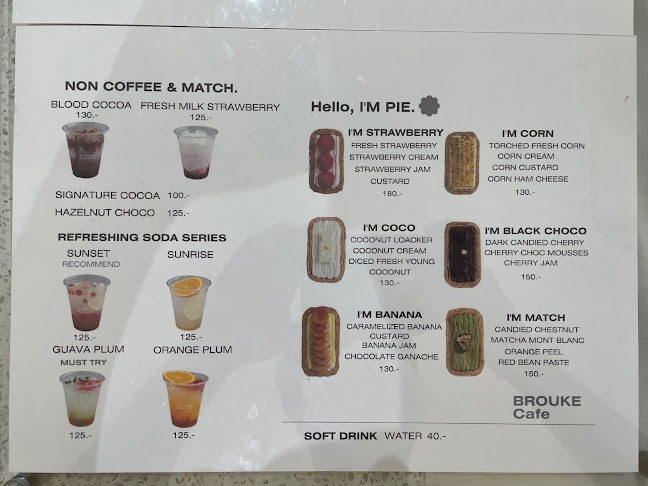 NON COFFEE & MATCH.
BLOOD COCOA FRESH MILK STRAWBERRY
130.- 125.-
SIGNATURE COCOA 100.-
HAZELNUT CHOCO 125.-
REFRESHING SODA SERIES
SUNSET SUNRISE
RECOMMEND
125.- 125.-
GUAVA PLUM ORANGE PLUM
MUST TRY
125.- 125.-
Hello, I'M PIE.
I'M STRAWBERRY
FRESH STRAWBERRY
STRAWBERRY CREAM
STRAWBERRY JAM
CUSTARD
180.-
I'M CORN
TORCHED FRESH CORN
CORN CREAM
CORN CUSTARD
CORN HAM CHEESE
130.-
I'M COCO
COCONUT LOACKER
COCONUT CREAM
DICED FRESH YOUNG
COCONUT
130.-
I'M BLACK CHOCO
DARK CANDIED CHERRY
CHERRY CHOC MOUSSES
CHERRY JAM
150.-
I'M BANANA
CARAMELIZED BANANA
CUSTARD
BANANA JAM
CHOCOLATE GANACHE
130.-
I'M MATCH
CANDIED CHESTNUT
MATCHA MONT BLANC
ORANGE PEEL
RED BEAN PASTE
150.-
BROUKE
Cafe
SOFT DRINK WATER 40.-